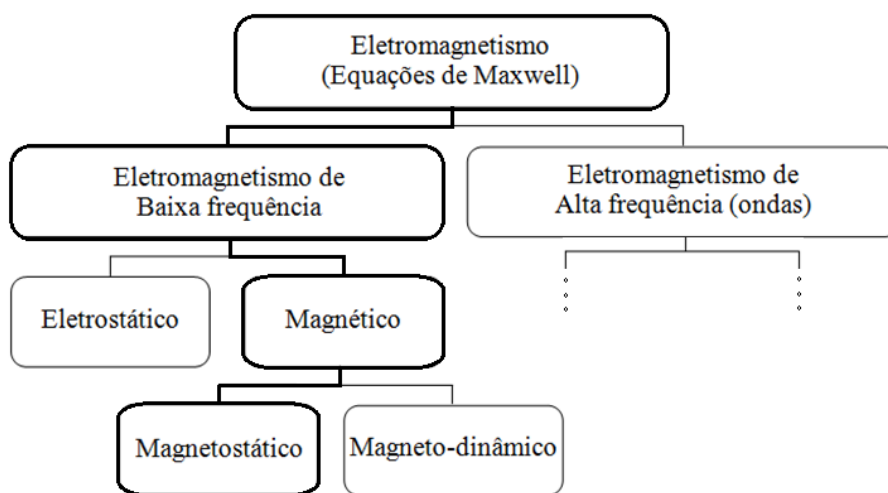 Eletromagnetismo
(Equações de Maxwell)
Eletromagnetismo de
Baixa frequência
Eletromagnetismo de
Alta frequência (ondas)
Eletrostático
Magnético
Magnetostático
Magneto-dinâmico